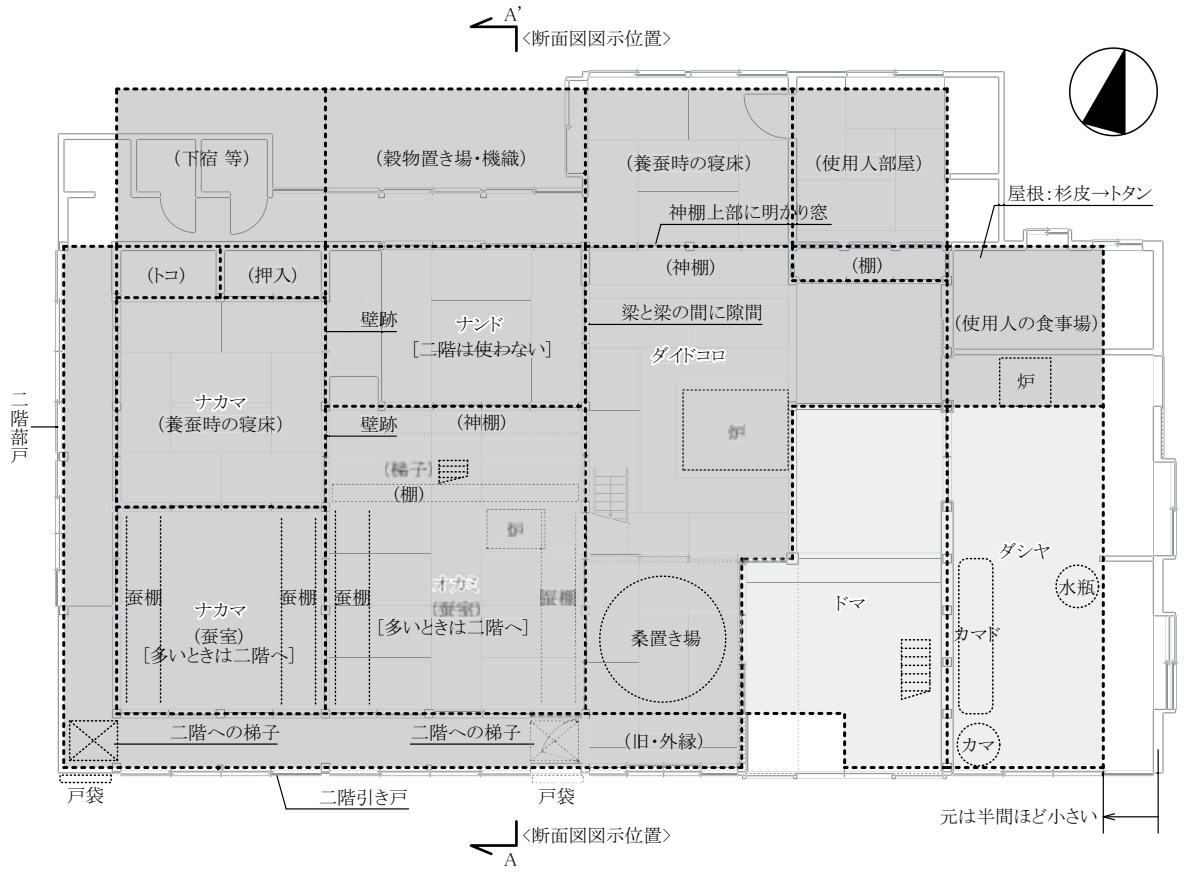 A’
〈断面図図示位置〉
(下宿 等)
(穀物置き場・機織)
(養蚕時の寝床)
(使用人部屋)
屋根：杉皮→トタン
神棚上部に明かり窓
(トコ)
(押入)
(神棚)
(棚)
壁跡
ナンド
[二階は使わない]
梁と梁の間に隙間
ダイドコロ
(使用人の食事場)
炉
二階蔀戸
ナカマ
(養蚕時の寝床)
壁跡
(神棚)
炉
(梯子)
(棚)
炉
ダシヤ
蚕棚
ナカマ
(蚕室)
[多いときは二階へ]
蚕棚
蚕棚
オカミ
(蚕室)
[多いときは二階へ]
蚕棚
桑置き場
ドマ
カマド
水瓶
二階への梯子
二階への梯子
(旧・外縁)
カマ
戸袋
二階引き戸
戸袋
元は半間ほど小さい
〈断面図図示位置〉
A